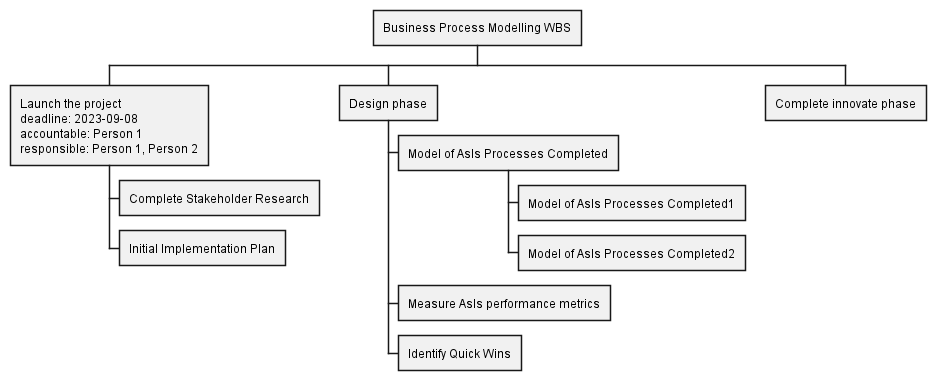 Business Process Modelling WBS
Launch the project
deadline: 2023-09-08
accountable: Person 1
responsible: Person 1, Person 2
Complete Stakeholder Research
Initial Implementation Plan
Design phase
Model of AsIs Processes Completed
Model of AsIs Processes Completed1
Model of AsIs Processes Completed2
Measure AsIs performance metrics
Identify Quick Wins
Complete innovate phase